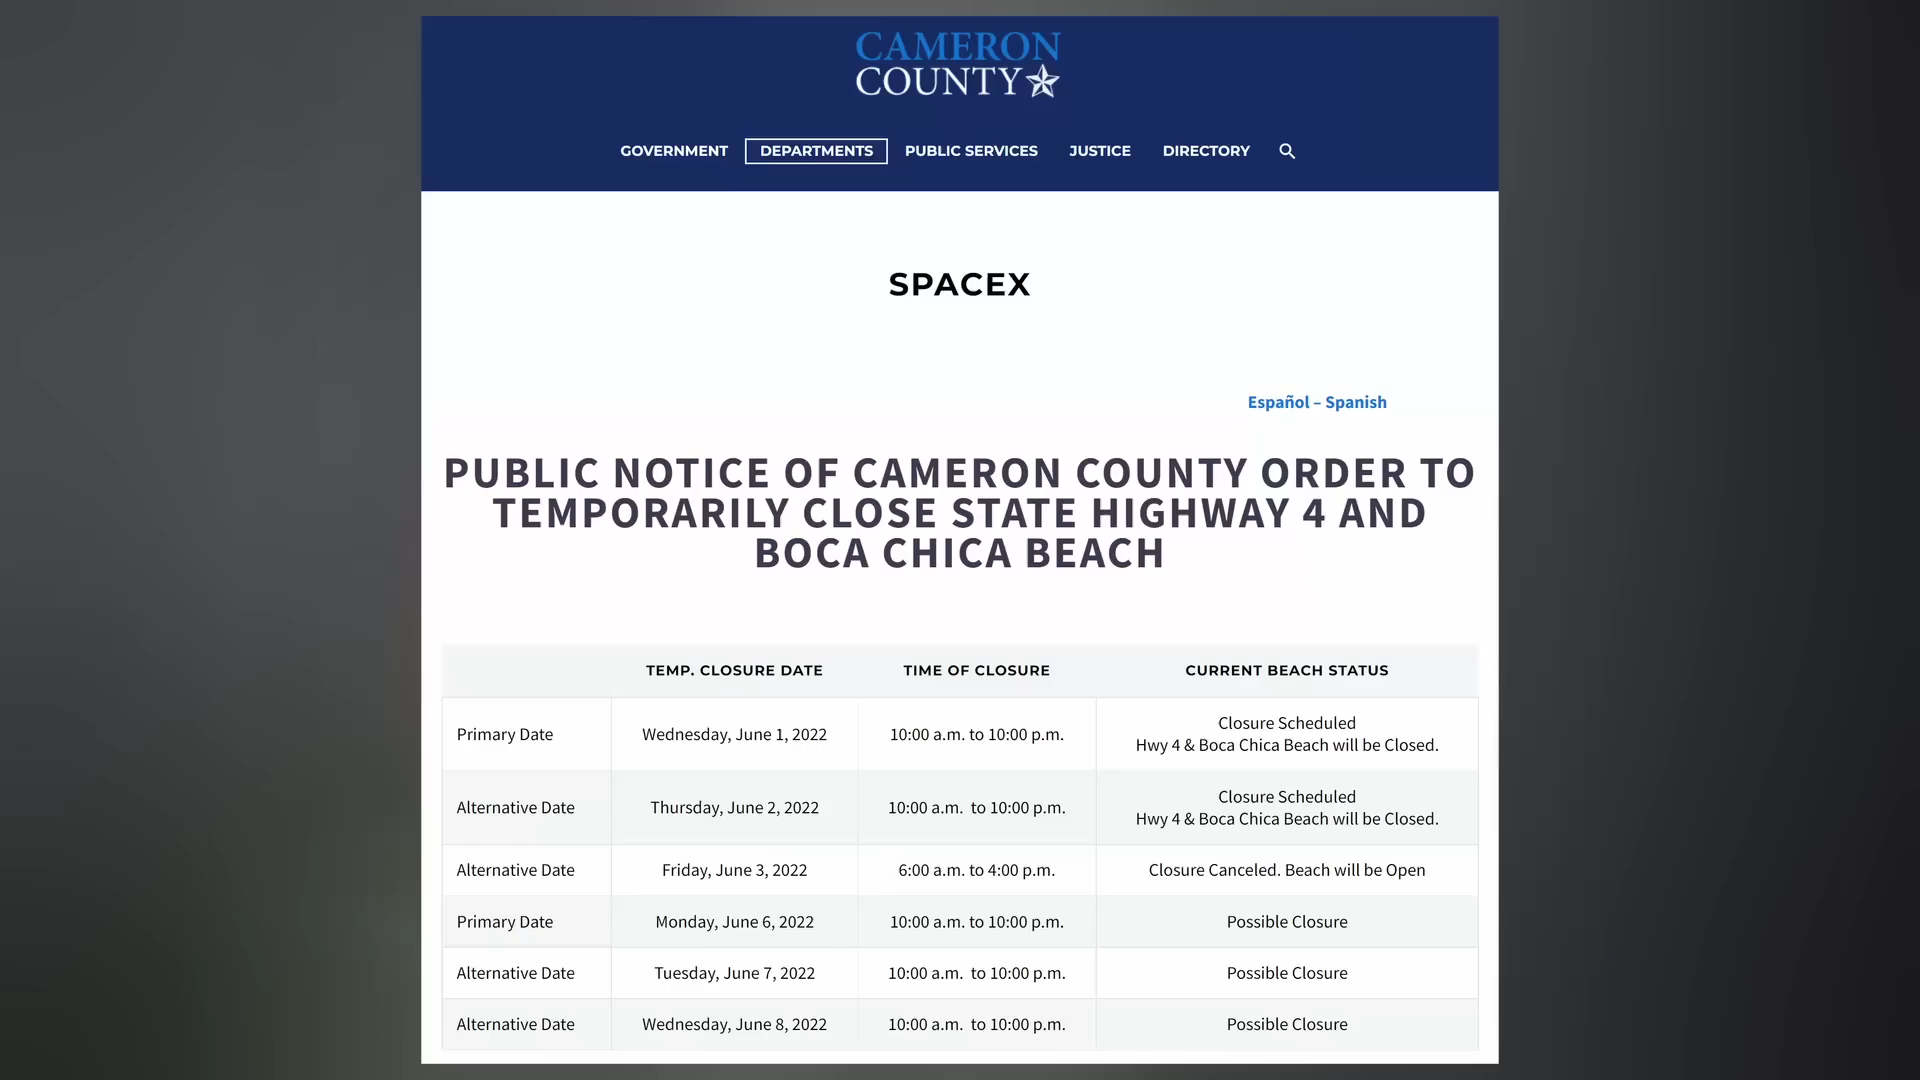 CAMERON
COUNTY
GOVERNMENT DEPARTMENTS PUBLIC SERVICES JUSTICE DIRECTORY
SPACEX
Español – Spanish
PUBLIC NOTICE OF CAMERON COUNTY ORDER TO
TEMPORARILY CLOSE STATE HIGHWAY 4 AND
BOCA CHICA BEACH
TEMP. CLOSURE DATE TIME OF CLOSURE CURRENT BEACH STATUS
Primary Date Wednesday, June 1, 2022 10:00 a.m. to 10:00 p.m. Closure Scheduled
Hwy 4 & Boca Chica Beach will be Closed.
Alternative Date Thursday, June 2, 2022 10:00 a.m. to 10:00 p.m. Closure Scheduled
Hwy 4 & Boca Chica Beach will be Closed.
Alternative Date Friday, June 3, 2022 6:00 a.m. to 4:00 p.m. Closure Canceled. Beach will be Open
Primary Date Monday, June 6, 2022 10:00 a.m. to 10:00 p.m. Possible Closure
Alternative Date Tuesday, June 7, 2022 10:00 a.m. to 10:00 p.m. Possible Closure
Alternative Date Wednesday, June 8, 2022 10:00 a.m. to 10:00 p.m. Possible Closure